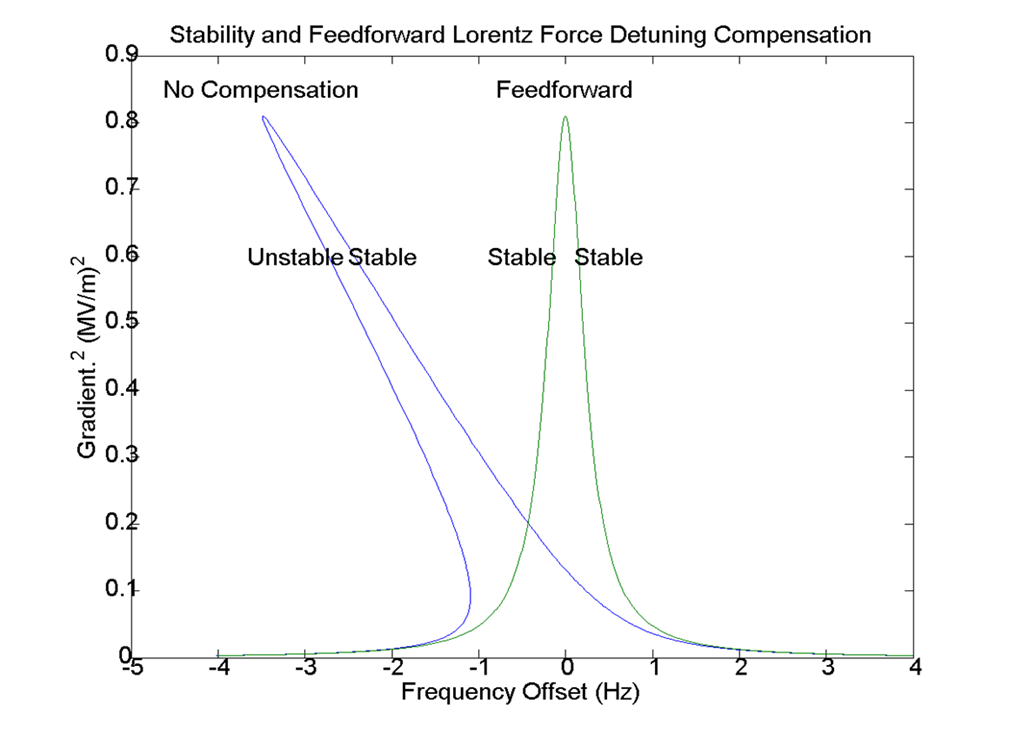 Stability and Feedforward Lorentz Force Detuning Compensation
0.9
No Compensation Feedforward
0.8
0.7
0.6
Unstable Stable Stable Stable
0.5
0.4
0.3
0.2
0.1
0
Gradient.² (MV/m)²
-5 -4 -3 -2 -1 0 1 2 3 4
Frequency Offset (Hz)